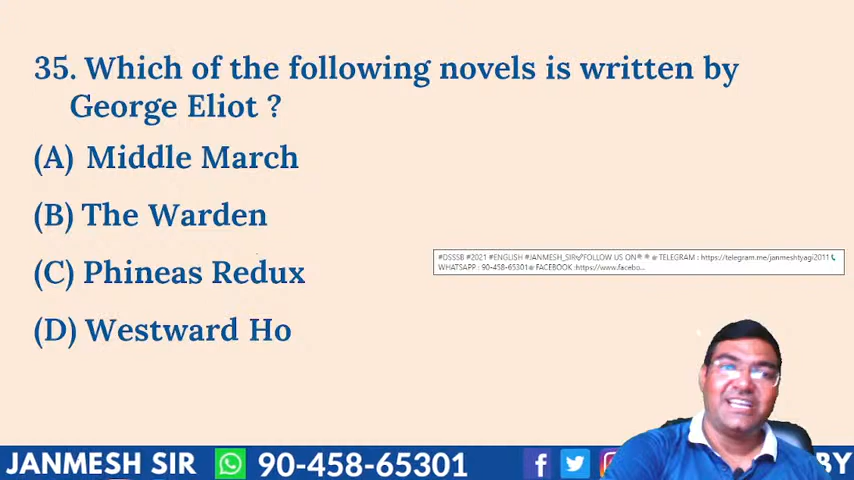 35. Which of the following novels is written by
George Eliot ?
(A) Middle March
(B) The Warden
(C) Phineas Redux
(D) Westward Ho
#DSSSB #2021 #ENGLISH #JANMESH_SIR FOLLOW US ON TELEGRAM : https://telegram.me/janmeshtyagi2011
WHATSAPP : 90-458-65301 FACEBOOK :https://www.facebo...
JANMESH SIR 90-458-65301 BY